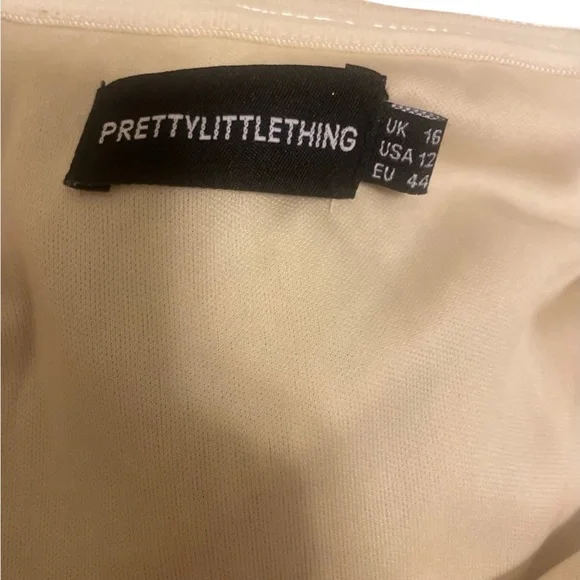 PRETTYLITTLETHING
UK 16
USA 12
EU 44